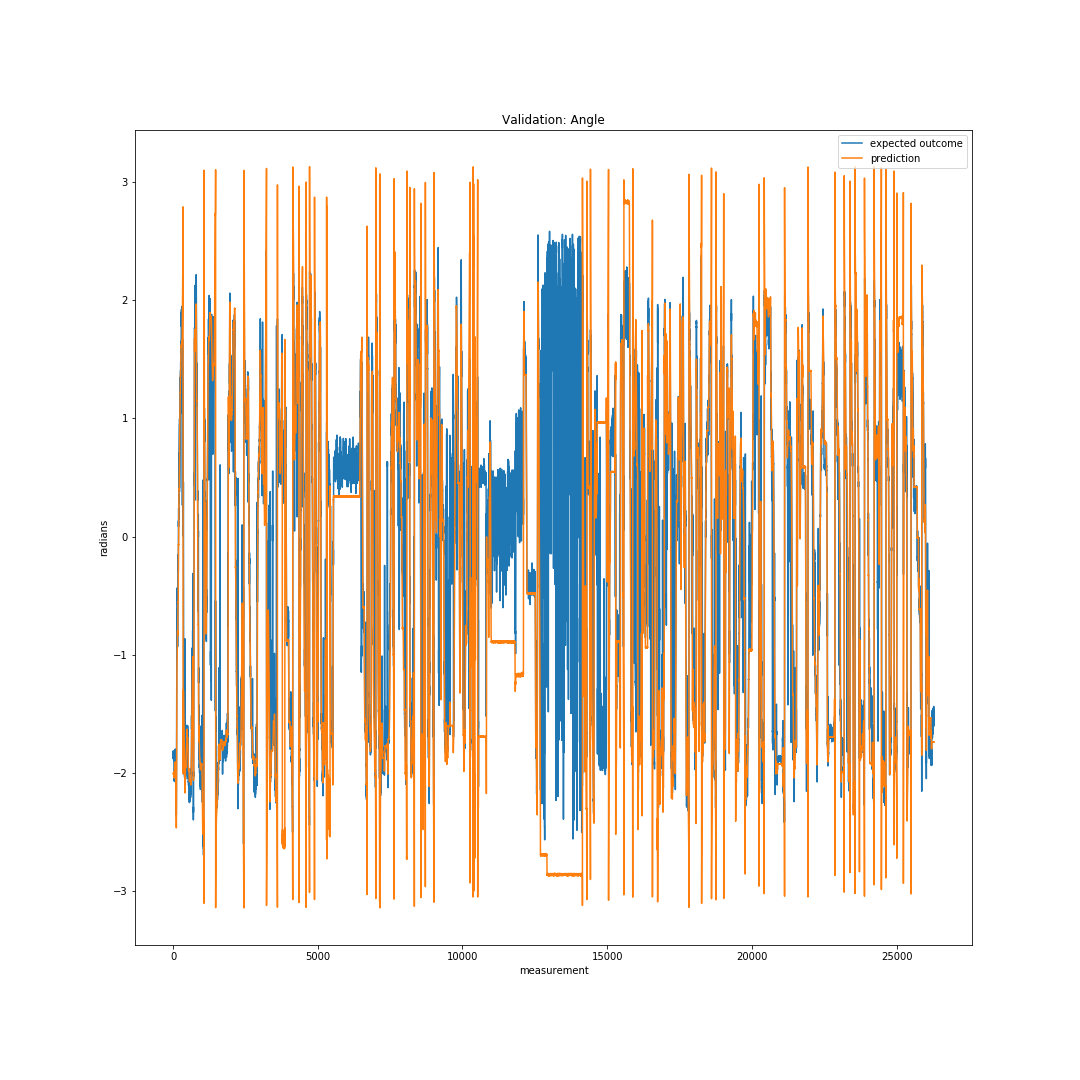 Validation: Angle
expected outcome
prediction
3
2
1
0
−1
−2
−3
radians
0
5000
10000
15000
20000
25000
measurement